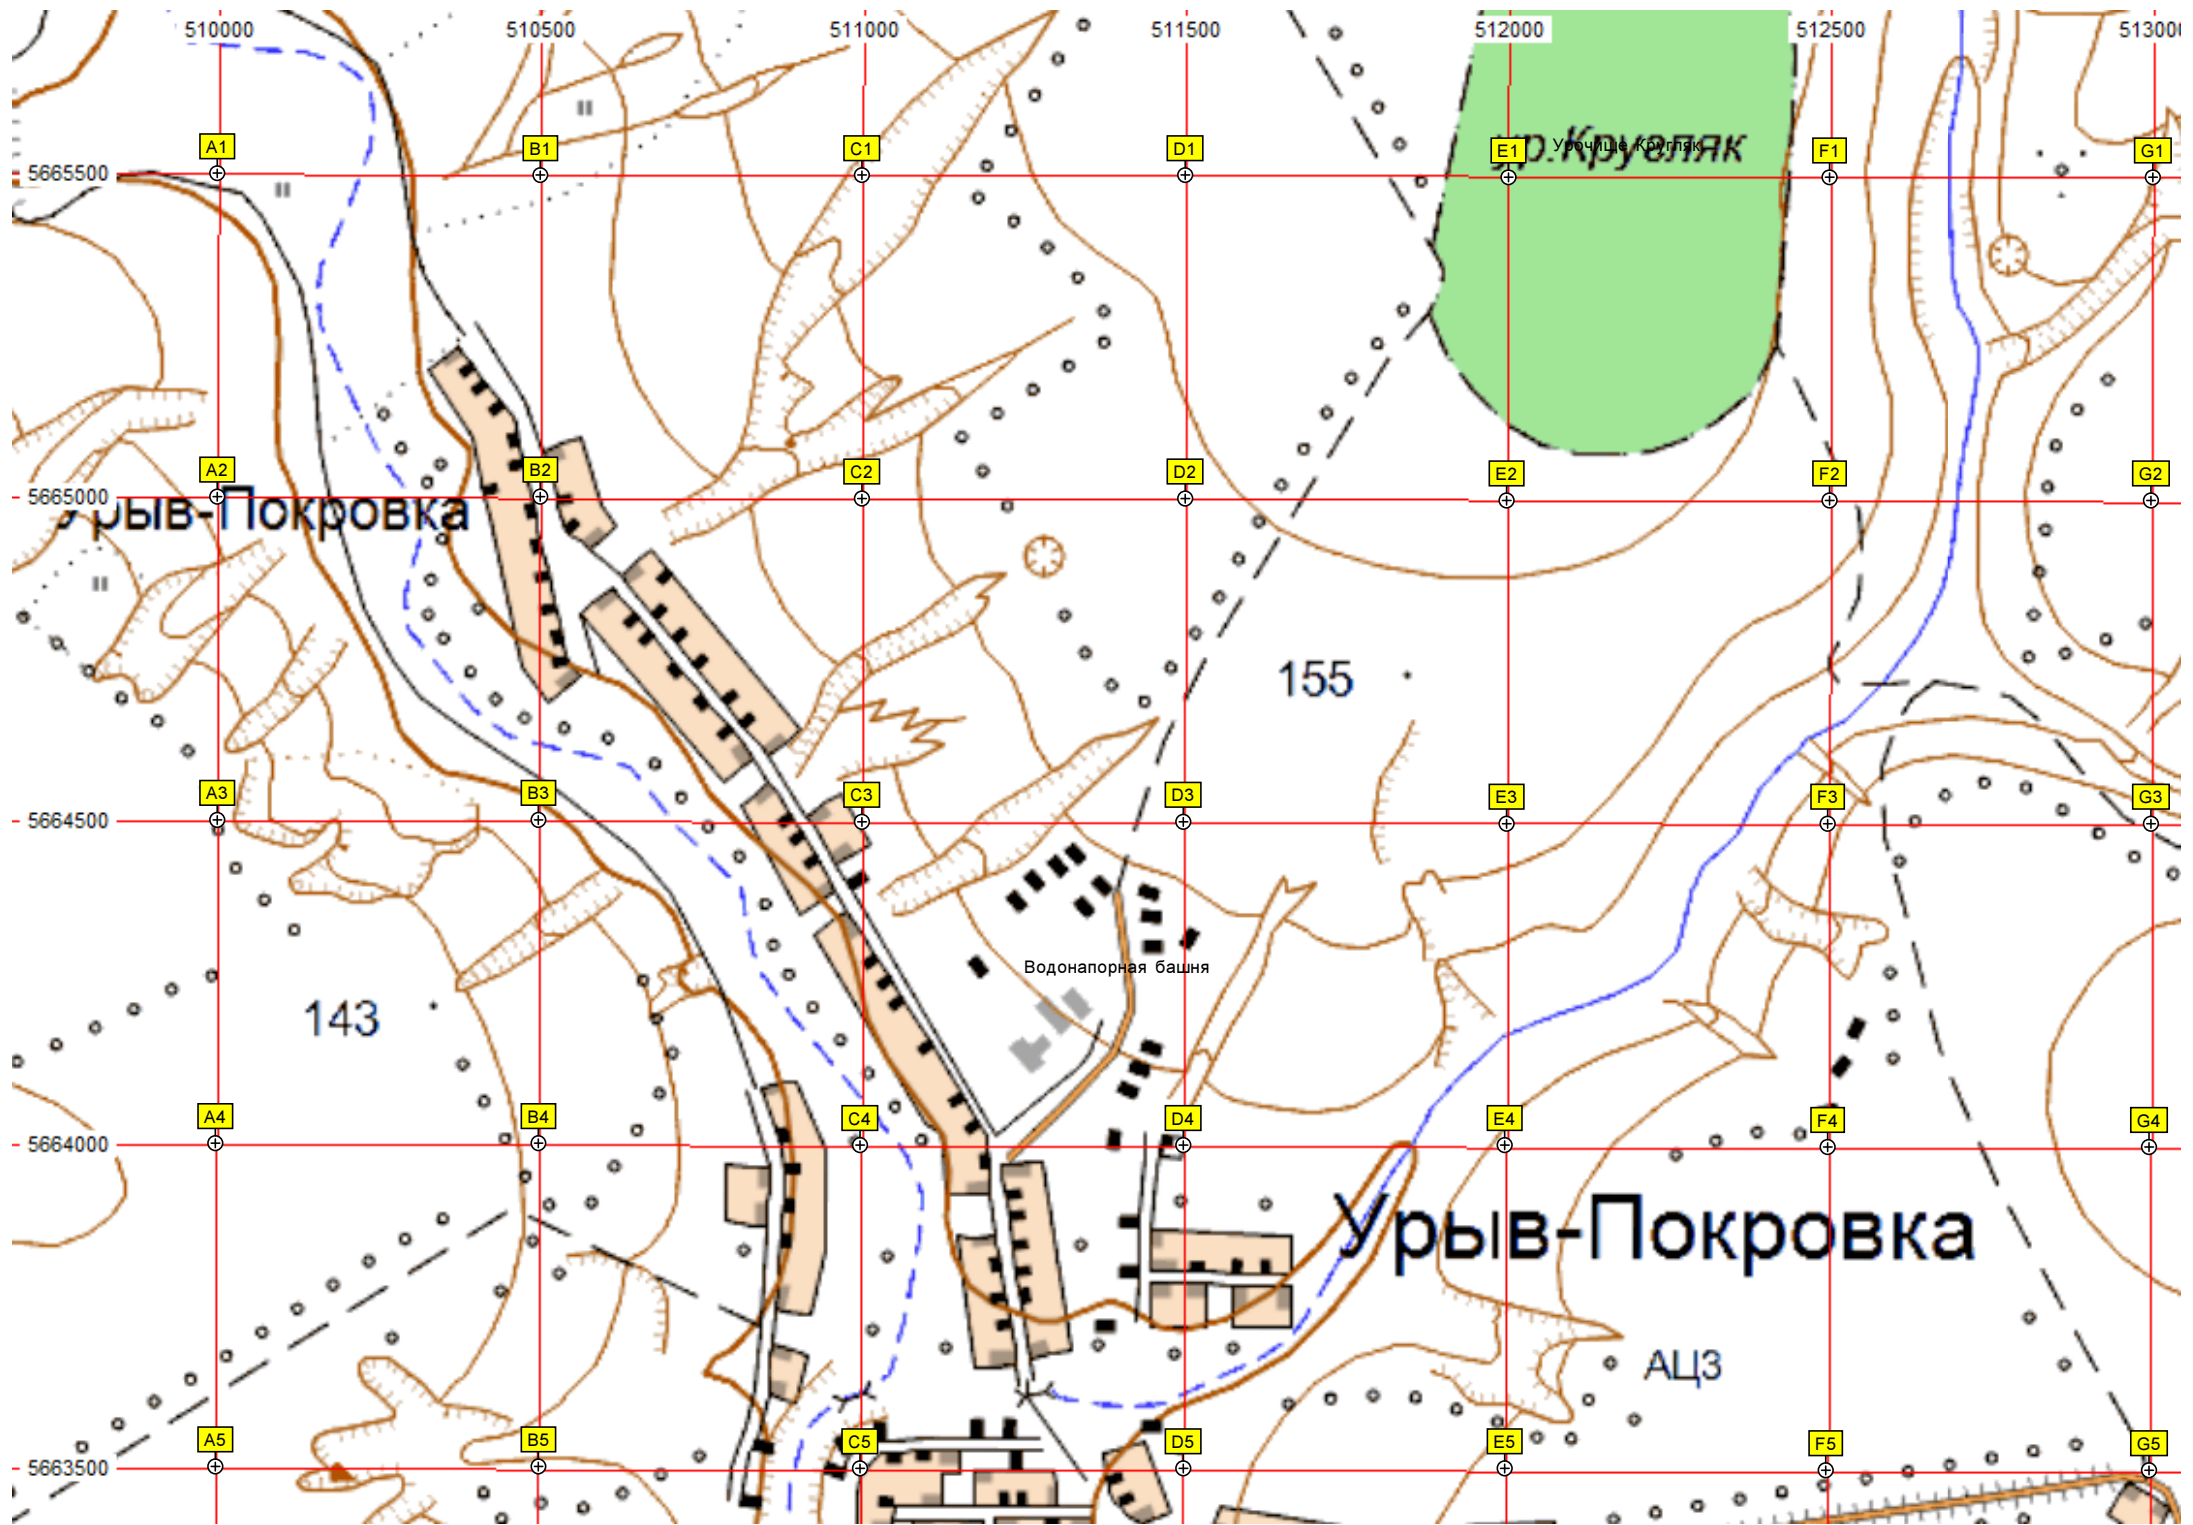 510000 510500 511000 511500 512000 512500 51300
ур.Кругляк
Урочище Кругляк
A1 B1 C1 D1 E1 F1 G1
5665500
A2 B2 C2 D2 E2 F2 G2
5665000
Урыв-Покровка
155
A3 B3 C3 D3 E3 F3 G3
5664500
Водонапорная башня
143
A4 B4 C4 D4 E4 F4 G4
5664000
Урыв-Покровка
АЦЗ
A5 B5 C5 D5 E5 F5 G5
5663500